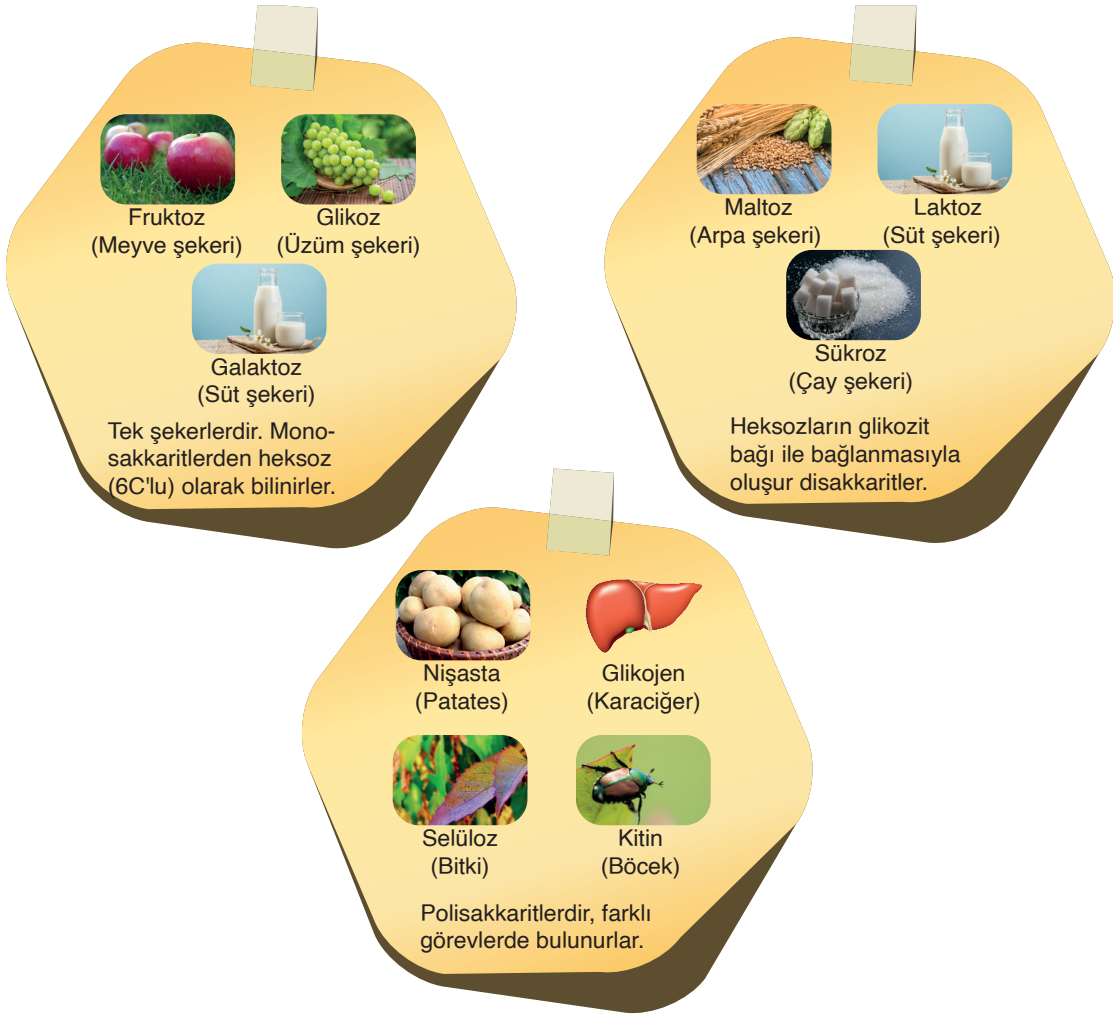 Fruktoz
(Meyve şekeri)
Glikoz
(Üzüm şekeri)
Galaktoz
(Süt şekeri)
Tek şekerlerdir. Mono-
sakkaritlerden heksoz
(6C'lu) olarak bilinirler.
Maltoz
(Arpa şekeri)
Laktoz
(Süt şekeri)
Sükroz
(Çay şekeri)
Heksozların glikozit
bağı ile bağlanmasıyla
oluşur disakkaritler.
Nişasta
(Patates)
Glikojen
(Karaciğer)
Selüloz
(Bitki)
Kitin
(Böcek)
Polisakkaritlerdir, farklı
görevlerde bulunurlar.